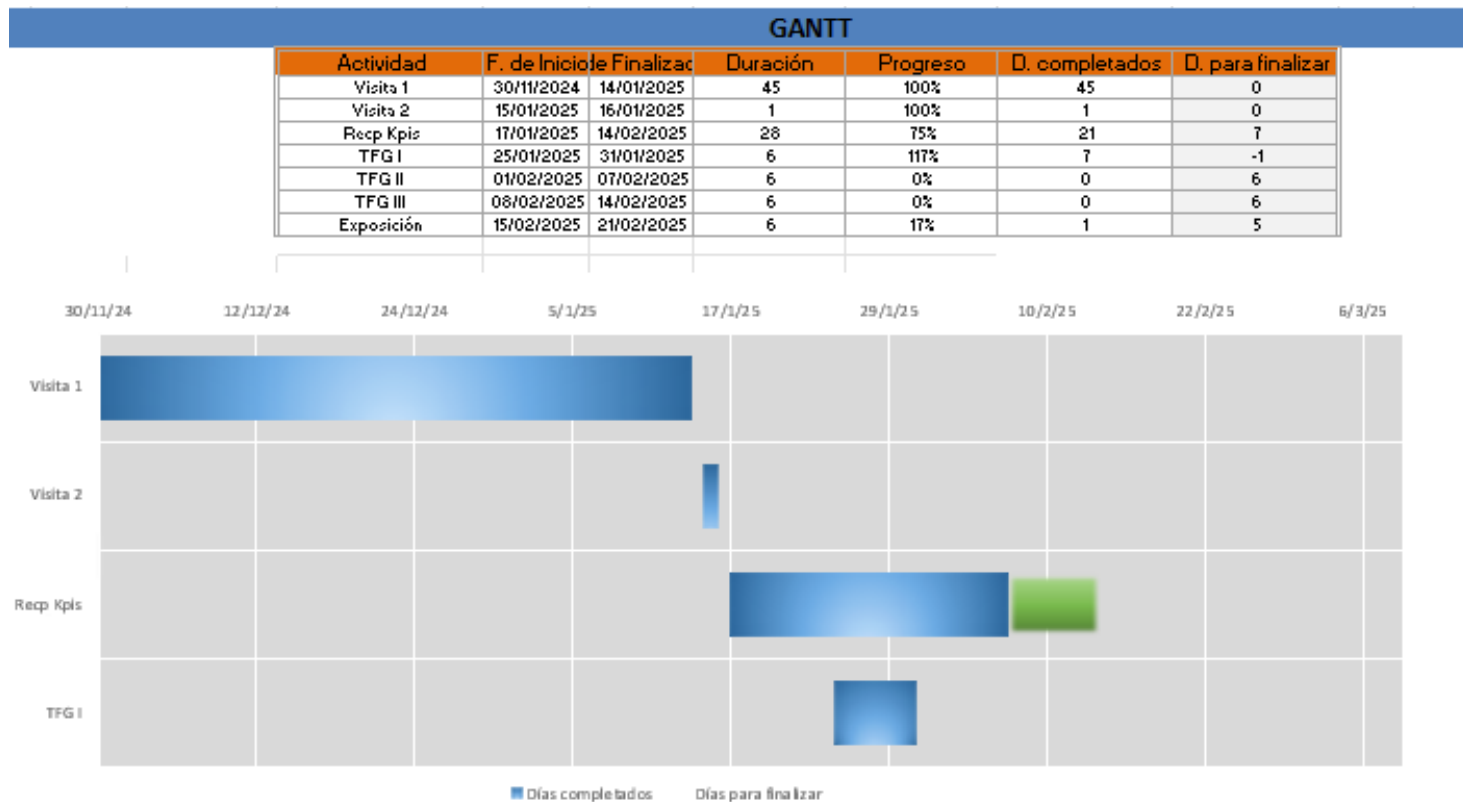 GANTT
Actividad F. de Inicio de Finalizac Duración Progreso D. completados D. para finalizar
Visita 1 30/11/2024 14/01/2025 45 100% 45 0
Visita 2 15/01/2025 16/01/2025 1 100% 1 0
Recp Kpis 17/01/2025 14/02/2025 28 75% 21 7
TFG I 25/01/2025 31/01/2025 6 117% 7 -1
TFG II 01/02/2025 07/02/2025 6 0% 0 6
TFG III 08/02/2025 14/02/2025 6 0% 0 6
Exposición 15/02/2025 21/02/2025 6 17% 1 5
30/11/24 12/12/24 24/12/24 5/1/25 17/1/25 29/1/25 10/2/25 22/2/25 6/3/25
Visita 1
Visita 2
Recp Kpis
TFG I
Días completados Días para finalizar